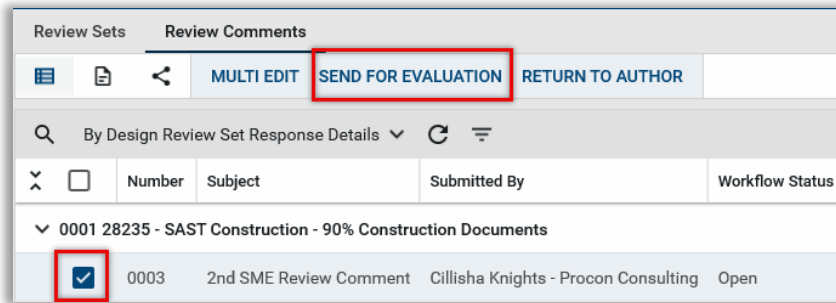 Review Sets Review Comments
MULTI EDIT SEND FOR EVALUATION RETURN TO AUTHOR
By Design Review Set Response Details
Number Subject Submitted By Workflow Status
0001 28235 - SAST Construction - 90% Construction Documents
0003 2nd SME Review Comment Cillisha Knights - Procon Consulting Open